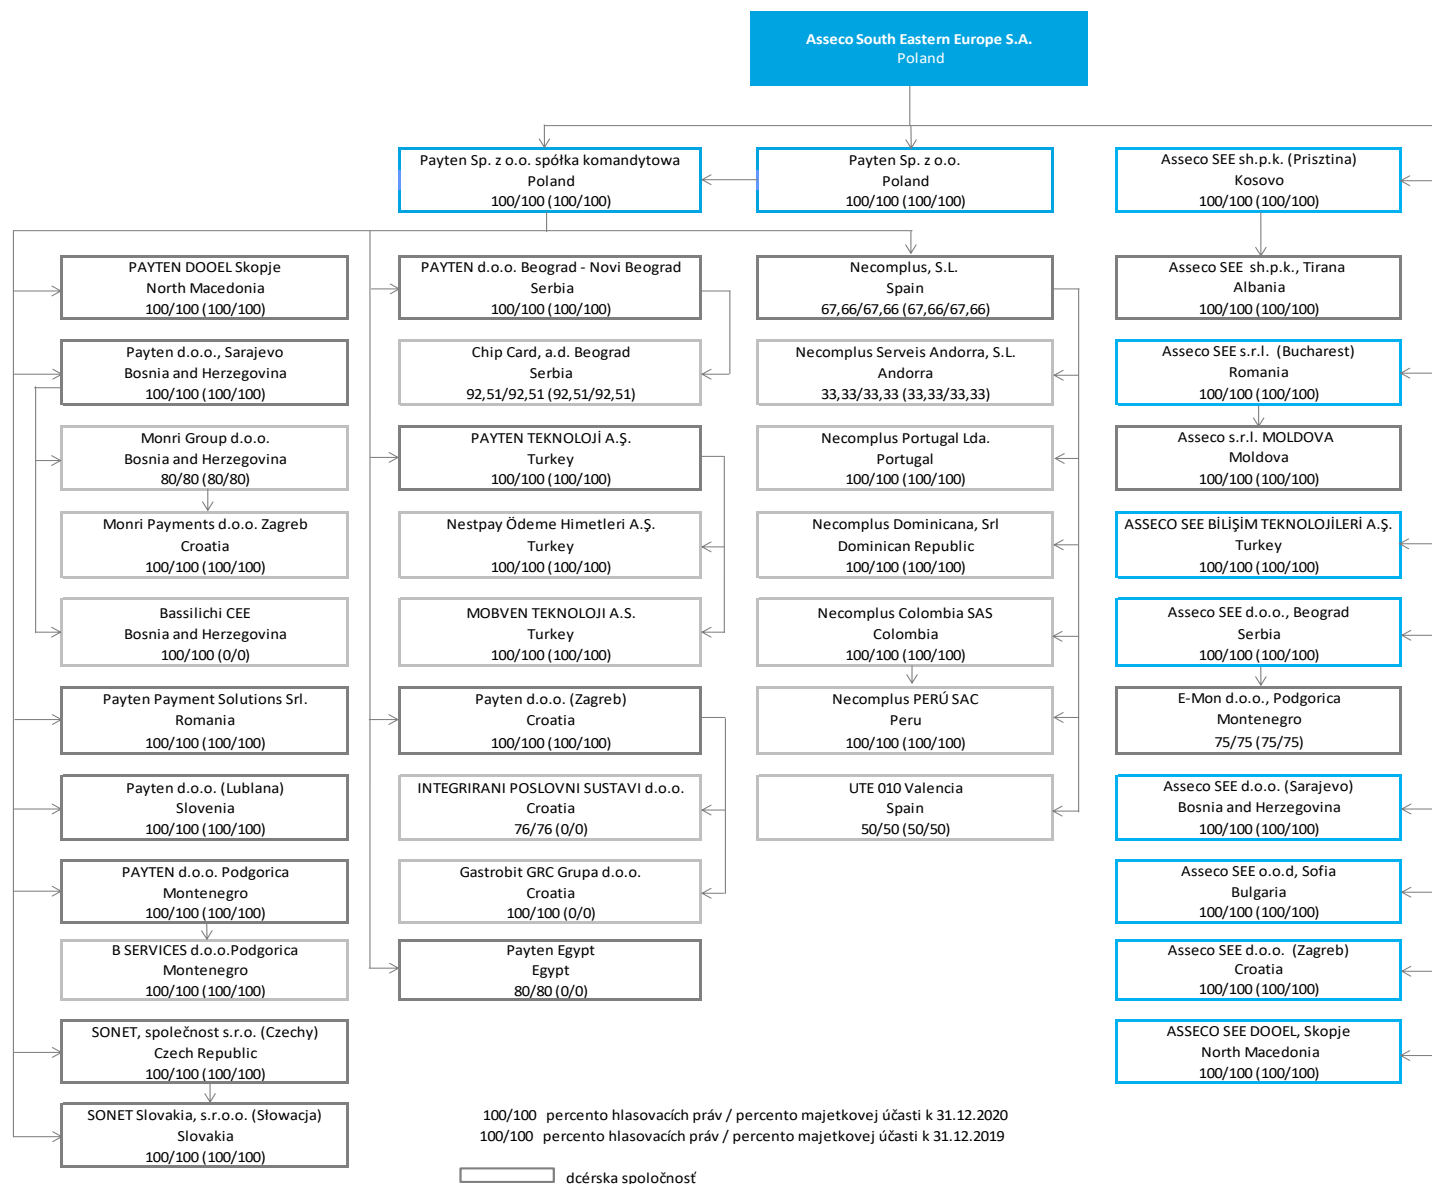 Asseco South Eastern Europe S.A.
Poland
Payten Sp. z o.o. spółka komandytowa
Poland
100/100 (100/100)
Payten Sp. z o.o.
Poland
100/100 (100/100)
Asseco SEE sh.p.k. (Prisztina)
Kosovo
100/100 (100/100)
PAYTEN DOOEL Skopje
North Macedonia
100/100 (100/100)
Payten d.o.o., Sarajevo
Bosnia and Herzegovina
100/100 (100/100)
Monri Group d.o.o.
Bosnia and Herzegovina
80/80 (80/80)
Monri Payments d.o.o. Zagreb
Croatia
100/100 (100/100)
Bassilichi CEE
Bosnia and Herzegovina
100/100 (0/0)
Payten Payment Solutions Srl.
Romania
100/100 (100/100)
Payten d.o.o. (Lublana)
Slovenia
100/100 (100/100)
PAYTEN d.o.o. Podgorica
Montenegro
100/100 (100/100)
B SERVICES d.o.o.Podgorica
Montenegro
100/100 (100/100)
SONET, společnost s.r.o. (Czechy)
Czech Republic
100/100 (100/100)
SONET Slovakia, s.r.o.o. (Słowacja)
Slovakia
100/100 (100/100)
PAYTEN d.o.o. Beograd - Novi Beograd
Serbia
100/100 (100/100)
Chip Card, a.d. Beograd
Serbia
92,51/92,51 (92,51/92,51)
PAYTEN TEKNOLOJİ A.Ş.
Turkey
100/100 (100/100)
Nestpay Ödeme Himetleri A.Ş.
Turkey
100/100 (100/100)
MOBVEN TEKNOLOJI A.S.
Turkey
100/100 (100/100)
Payten d.o.o. (Zagreb)
Croatia
100/100 (100/100)
INTEGRIRANI POSLOVNI SUSTAVI d.o.o.
Croatia
76/76 (0/0)
Gastrobit GRC Grupa d.o.o.
Croatia
100/100 (0/0)
Payten Egypt
Egypt
80/80 (0/0)
Necomplus, S.L.
Spain
67,66/67,66 (67,66/67,66)
Necomplus Serveis Andorra, S.L.
Andorra
33,33/33,33 (33,33/33,33)
Necomplus Portugal Lda.
Portugal
100/100 (100/100)
Necomplus Dominicana, Srl
Dominican Republic
100/100 (100/100)
Necomplus Colombia SAS
Colombia
100/100 (100/100)
Necomplus PERÚ SAC
Peru
100/100 (100/100)
UTE 010 Valencia
Spain
50/50 (50/50)
Asseco SEE sh.p.k., Tirana
Albania
100/100 (100/100)
Asseco SEE s.r.l. (Bucharest)
Romania
100/100 (100/100)
Asseco s.r.l. MOLDOVA
Moldova
100/100 (100/100)
ASSECO SEE BİLİŞİM TEKNOLOJİLERİ A.Ş.
Turkey
100/100 (100/100)
Asseco SEE d.o.o., Beograd
Serbia
100/100 (100/100)
E-Mon d.o.o., Podgorica
Montenegro
75/75 (75/75)
Asseco SEE d.o.o. (Sarajevo)
Bosnia and Herzegovina
100/100 (100/100)
Asseco SEE o.o.d, Sofia
Bulgaria
100/100 (100/100)
Asseco SEE d.o.o. (Zagreb)
Croatia
100/100 (100/100)
ASSECO SEE DOOEL, Skopje
North Macedonia
100/100 (100/100)
100/100 percento hlasovacích práv / percento majetkovej účasti k 31.12.2020
100/100 percento hlasovacích práv / percento majetkovej účasti k 31.12.2019
dcérska spoločnosť